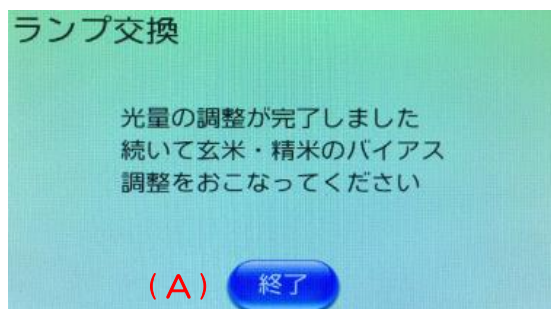 ランプ交換
光量の調整が完了しました
続いて玄米・精米のバイアス
調整をおこなってください
(A) 終了